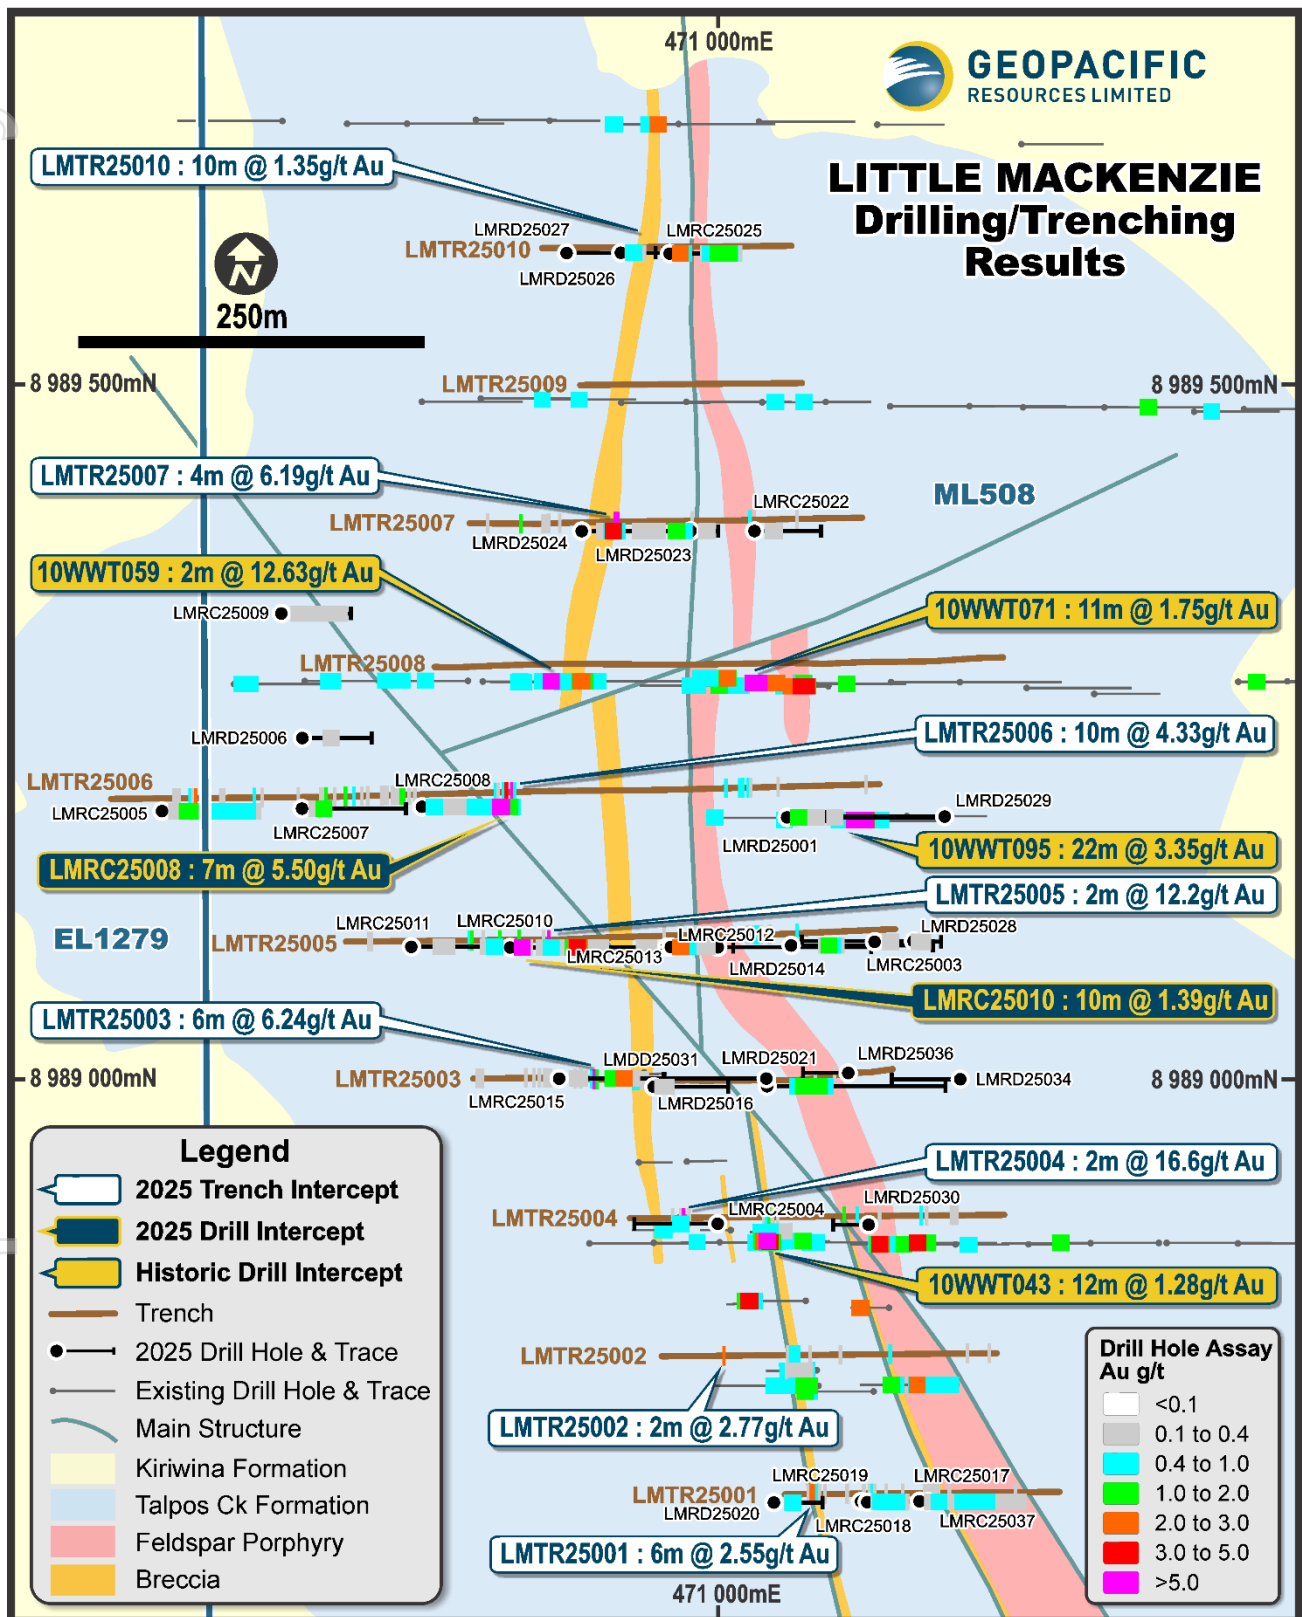 471 000mE
GEOPACIFIC
RESOURCES LIMITED
LITTLE MACKENZIE
Drilling/Trenching
Results
LMTR25010 : 10m @ 1.35g/t Au
LMRD25027
LMRC25025
LMTR25010
LMRD25026
N
250m
8 989 500mN
8 989 500mN
LMTR25009
LMTR25007 : 4m @ 6.19g/t Au
ML508
LMRC25022
LMTR25007
LMRD25024
LMRD25023
10WWT059 : 2m @ 12.63g/t Au
LMRC25009
10WWT071 : 11m @ 1.75g/t Au
LMTR25008
LMRD25006
LMTR25006 : 10m @ 4.33g/t Au
LMTR25006
LMRC25008
LMRC25005
LMRC25007
LMRD25029
LMRD25001
10WWT095 : 22m @ 3.35g/t Au
LMRC25008 : 7m @ 5.50g/t Au
LMTR25005 : 2m @ 12.2g/t Au
LMRC25011
LMRC25010
LMRD25028
EL1279
LMTR25005
LMRC25012
LMRC25013
LMRD25014
LMRC25003
LMRC25010 : 10m @ 1.39g/t Au
LMTR25003 : 6m @ 6.24g/t Au
LMDD25031
LMRD25021
LMRD25036
8 989 000mN
LMTR25003
LMRD25034
8 989 000mN
LMRC25015
LMRD25016
Legend
2025 Trench Intercept
2025 Drill Intercept
Historic Drill Intercept
Trench
2025 Drill Hole & Trace
Existing Drill Hole & Trace
Main Structure
Kiriwina Formation
Talpos Ck Formation
Feldspar Porphyry
Breccia
LMTR25004 : 2m @ 16.6g/t Au
LMRD25030
LMTR25004
LMRC25004
10WWT043 : 12m @ 1.28g/t Au
LMTR25002
LMTR25002 : 2m @ 2.77g/t Au
LMRC25019
LMRC25017
LMTR25001
LMRD25020
LMRC25018
LMRC25037
LMTR25001 : 6m @ 2.55g/t Au
471 000mE
Drill Hole Assay
Au g/t
<0.1
0.1 to 0.4
0.4 to 1.0
1.0 to 2.0
2.0 to 3.0
3.0 to 5.0
>5.0